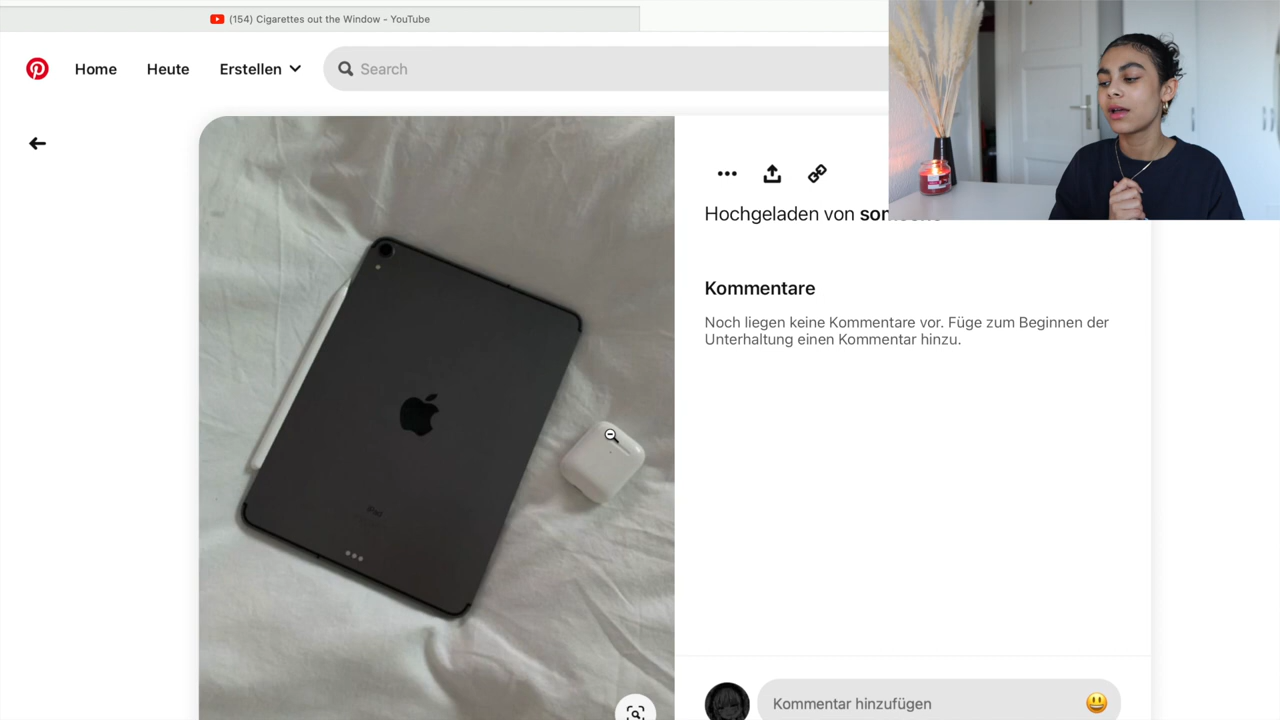 (154) Cigarettes out the Window - YouTube
Home Heute Erstellen Search
Hochgeladen von
Kommentare
Noch liegen keine Kommentare vor. Füge zum Beginnen der
Unterhaltung einen Kommentar hinzu.
iPad
Kommentar hinzufügen